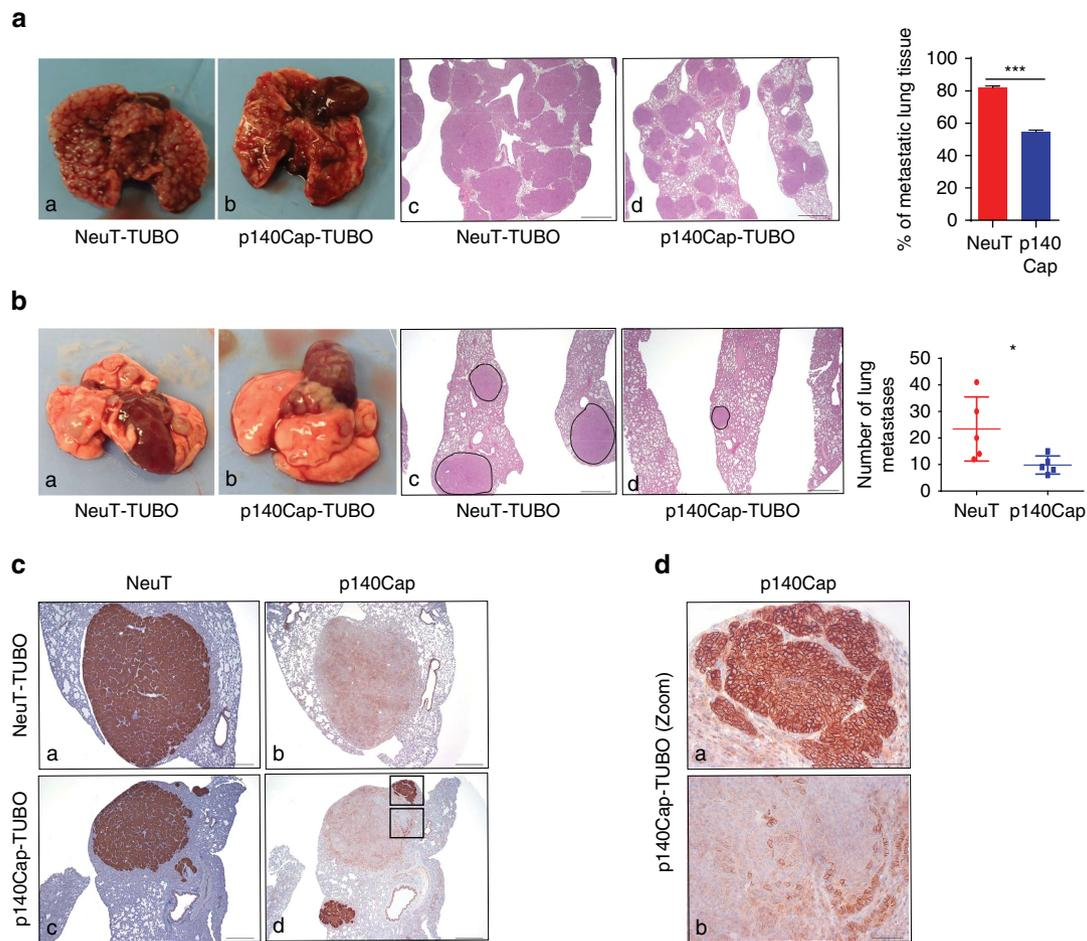 a
a
NeuT-TUBO
b
p140Cap-TUBO
c
NeuT-TUBO
d
p140Cap-TUBO
% of metastatic lung tissue
100
80
60
40
20
0
***
NeuT
p140
Cap
b
a
NeuT-TUBO
b
p140Cap-TUBO
c
NeuT-TUBO
d
p140Cap-TUBO
Number of lung
metastases
50
40
30
20
10
0
*
NeuT
p140Cap
c
NeuT
p140Cap
NeuT-TUBO
a
b
p140Cap-TUBO
c
d
d
p140Cap
p140Cap-TUBO (Zoom)
a
b